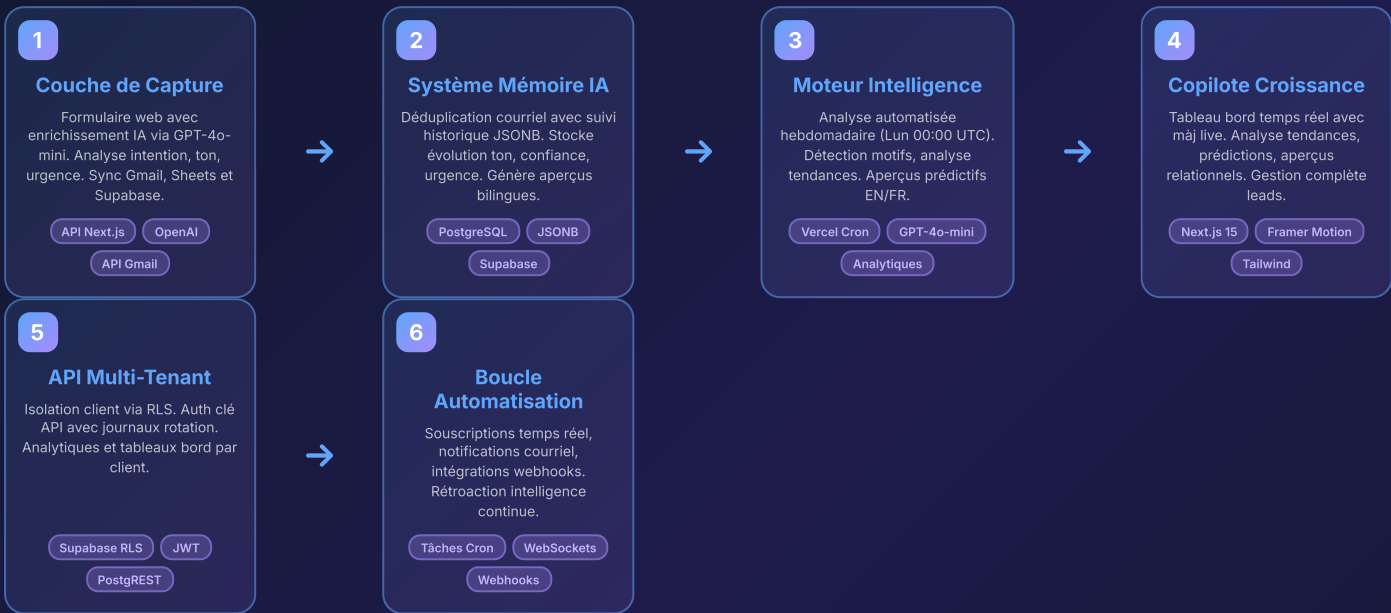 1
Couche de Capture
Formulaire web avec
enrichissement IA via GPT-4o-
mini. Analyse intention, ton,
urgence. Sync Gmail, Sheets et
Supabase.
API Next.js
OpenAI
API Gmail
2
Système Mémoire IA
Déduplication courriel avec suivi
historique JSONB. Stocke
évolution ton, confiance,
urgence. Génère aperçus
bilingues.
PostgreSQL
JSONB
Supabase
3
Moteur Intelligence
Analyse automatisée
hebdomadaire (Lun 00:00 UTC).
Détection motifs, analyse
tendances. Aperçus prédictifs
EN/FR.
Vercel Cron
GPT-4o-mini
Analytiques
4
Copilote Croissance
Tableau bord temps réel avec
màj live. Analyse tendances,
prédictions, aperçus
relationnels. Gestion complète
leads.
Next.js 15
Framer Motion
Tailwind
5
API Multi-Tenant
Isolation client via RLS. Auth clé
API avec journaux rotation.
Analytiques et tableaux bord par
client.
Supabase RLS
JWT
PostgREST
6
Boucle
Automatisation
Souscriptions temps réel,
notifications courriel,
intégrations webhooks.
Rétroaction intelligence
continue.
Tâches Cron
WebSockets
Webhooks